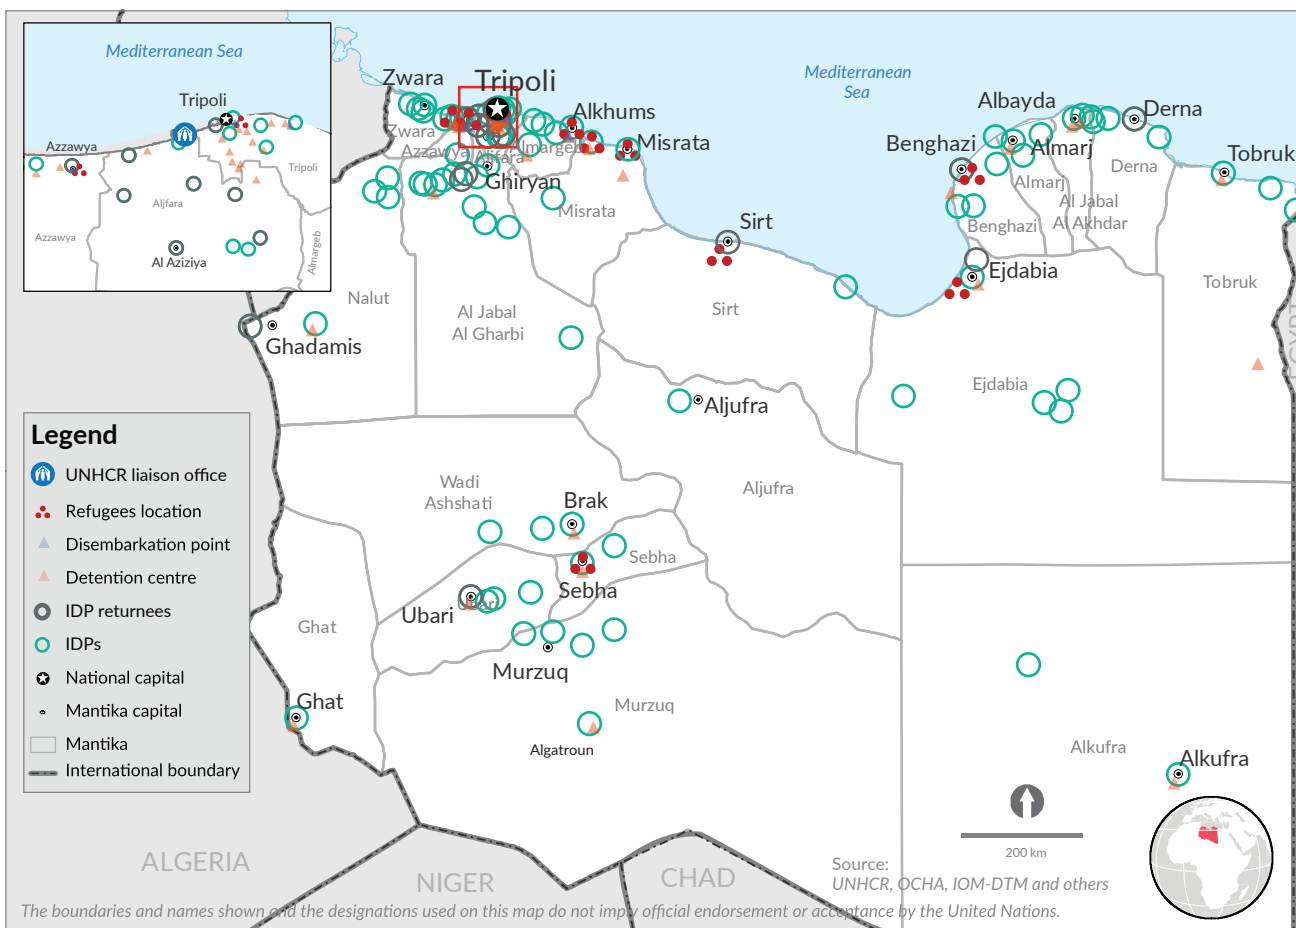 Mediterranean Sea
Tripoli
Azzawya
Tripoli
Aljfara
Azzawya
Al Aziziya
Almargeb
Mediterranean
Sea
Zwara
Tripoli
Alkhums
Misrata
Zwara
Azzawya
Aljfara
Almargeb
Ghiryan
Misrata
Albayda
Derna
Benghazi
Almarj
Tobruk
Derna
Almarj
Al Jabal
Al Akhdar
Benghazi
Sirt
Ejdabia
Tobruk
EGYPT
Nalut
Al Jabal
Al Gharbi
Sirt
Ghadamis
Ejdabia
Aljufra
Legend
UNHCR liaison office
Refugees location
Disembarkation point
Detention centre
IDP returnees
IDPs
National capital
Mantika capital
Mantika
International boundary
Wadi
Ashshati
Brak
Aljufra
Sebha
Sebha
Ubari
Ubari
Ghat
Murzuq
Ghat
Murzuq
Algatroun
Alkufra
Alkufra
200 km
ALGERIA
NIGER
CHAD
Source:
UNHCR, OCHA, IOM-DTM and others
The boundaries and names shown and the designations used on this map do not imply official endorsement or acceptance by the United Nations.